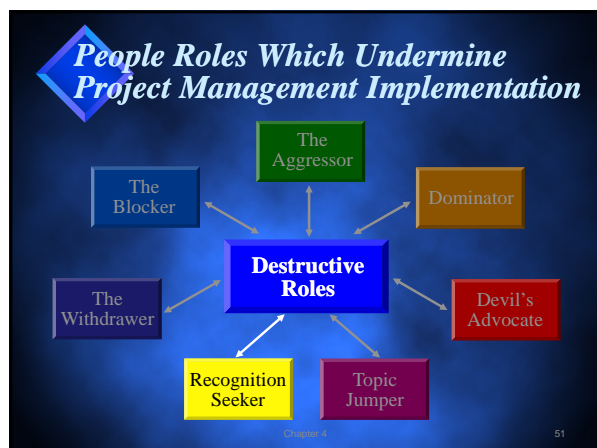 People Roles Which Undermine
Project Management Implementation
The
Aggressor
The
Blocker
Dominator
Destructive
Roles
The
Withdrawer
Devil's
Advocate
Recognition
Seeker
Topic
Jumper
Chapter 4
51